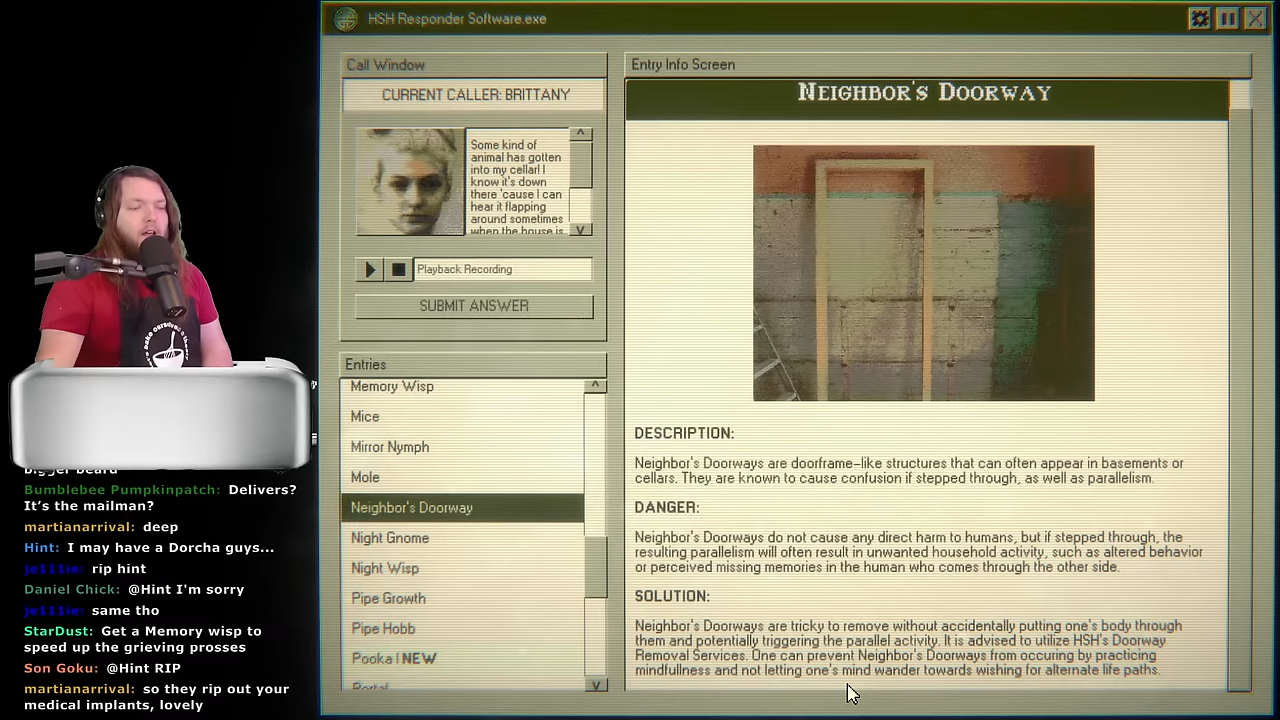 HSH Responder Software.exe
Call Window
CURRENT CALLER: BRITTANY
Some kind of
animal has gotten
into my cellar! I
know it's down
there 'cause I can
hear it flapping
around sometimes
when the house is
Playback Recording
SUBMIT ANSWER
Entries
Memory Wisp
Mice
Mirror Nymph
Mole
Neighbor's Doorway
Night Gnome
Night Wisp
Pipe Growth
Pipe Hobb
Pooka | NEW
Portal
Entry Info Screen
NEIGHBOR'S DOORWAY
DESCRIPTION:
Neighbor's Doorways are doorframe-like structures that can often appear in basements or
cellars. They are known to cause confusion if stepped through, as well as parallelism.
DANGER:
Neighbor's Doorways do not cause any direct harm to humans, but if stepped through, the
resulting parallelism will often result in unwanted household activity, such as altered behavior
or perceived missing memories in the human who comes through the other side.
SOLUTION:
Neighbor's Doorways are tricky to remove without accidentally putting one's body through
them and potentially triggering the parallel activity. It is advised to utilize HSH's Doorway
Removal Services. One can prevent Neighbor's Doorways from occuring by practicing
mindfullness and not letting one's mind wander towards wishing for alternate life paths.
bigger beard
Bumblebee Pumpkinpatch: Delivers?
It's the mailman?
martianarrival: deep
Hint: I may have a Dorcha guys...
je111ie: rip hint
Daniel Chick: @Hint I'm sorry
je111ie: same tho
StarDust: Get a Memory wisp to
speed up the grieving prosses
Son Goku: @Hint RIP
martianarrival: so they rip out your
medical implants, lovely